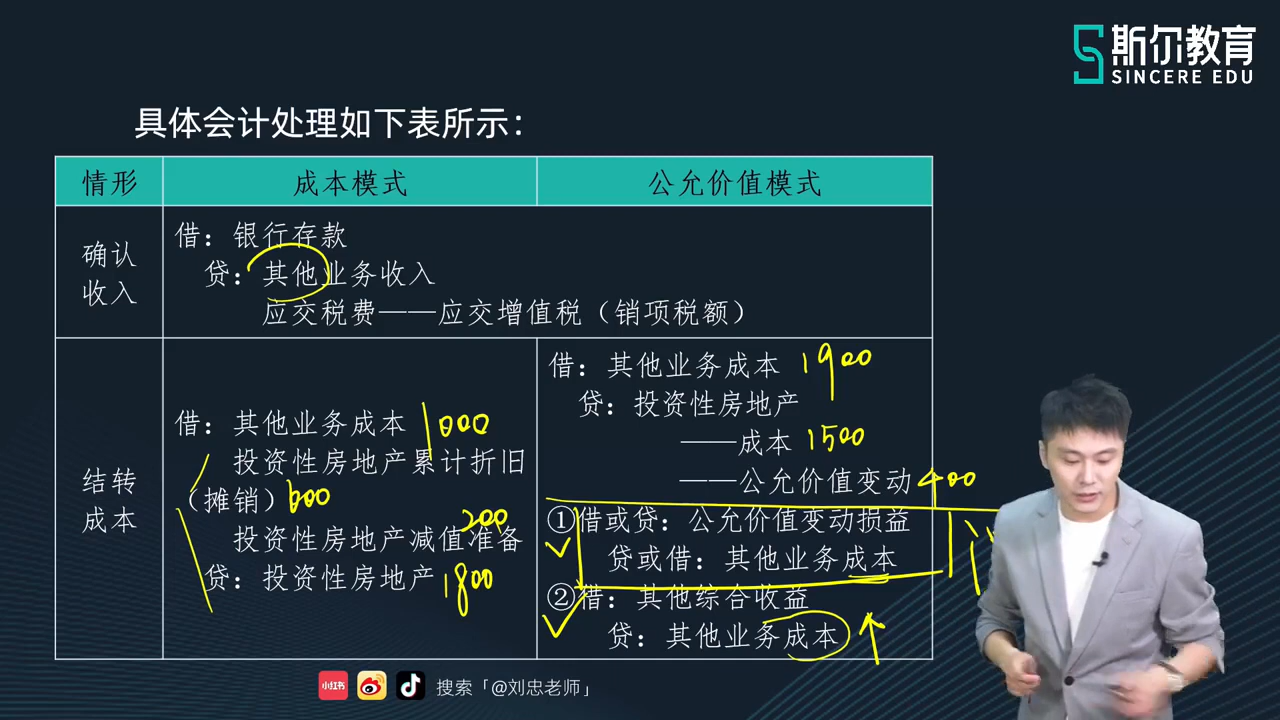 斯尔教育
SINCERE EDU
具体会计处理如下表所示：
情形
成本模式
公允价值模式
确认
收入
借：银行存款
贷：其他业务收入
应交税费——应交增值税（销项税额）
结转
成本
借：其他业务成本 1000
投资性房地产累计折旧
（摊销）600
投资性房地产减值准备 200
贷：投资性房地产 1800
借：其他业务成本 1900
贷：投资性房地产
——成本 1500
——公允价值变动 400
①借或贷：公允价值变动损益
贷或借：其他业务成本
②借：其他综合收益
贷：其他业务成本
小红书
搜索「@刘忠老师」